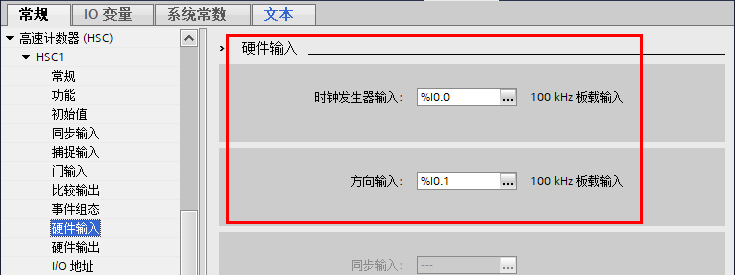 常规 IO 变量 系统常数 文本
高速计数器 (HSC)
HSC1
常规
功能
初始值
同步输入
捕捉输入
门输入
比较输出
事件组态
硬件输入
硬件输出
I/O 地址
硬件输入
时钟发生器输入： %I0.0 ... 100 kHz 板载输入
方向输入： %I0.1 ... 100 kHz 板载输入
同步输入： --- ...